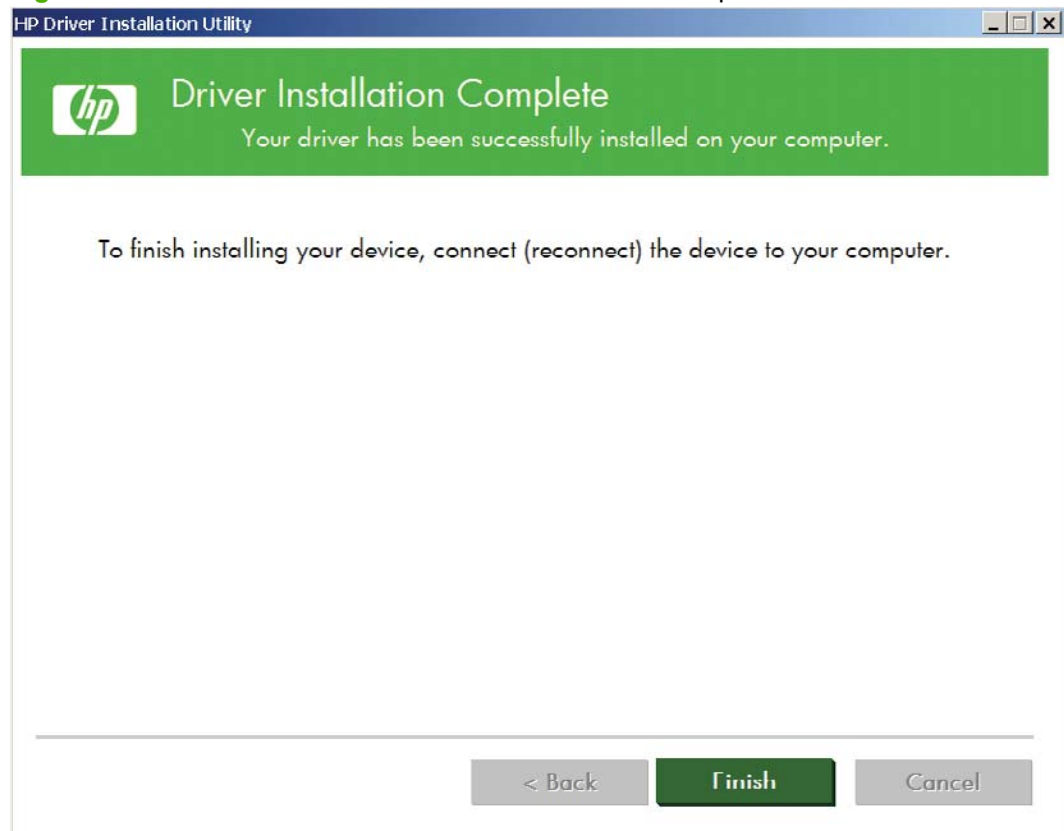 HP Driver Installation Utility
hp
Driver Installation Complete
Your driver has been successfully installed on your computer.
To finish installing your device, connect (reconnect) the device to your computer.
< Back
Finish
Cancel